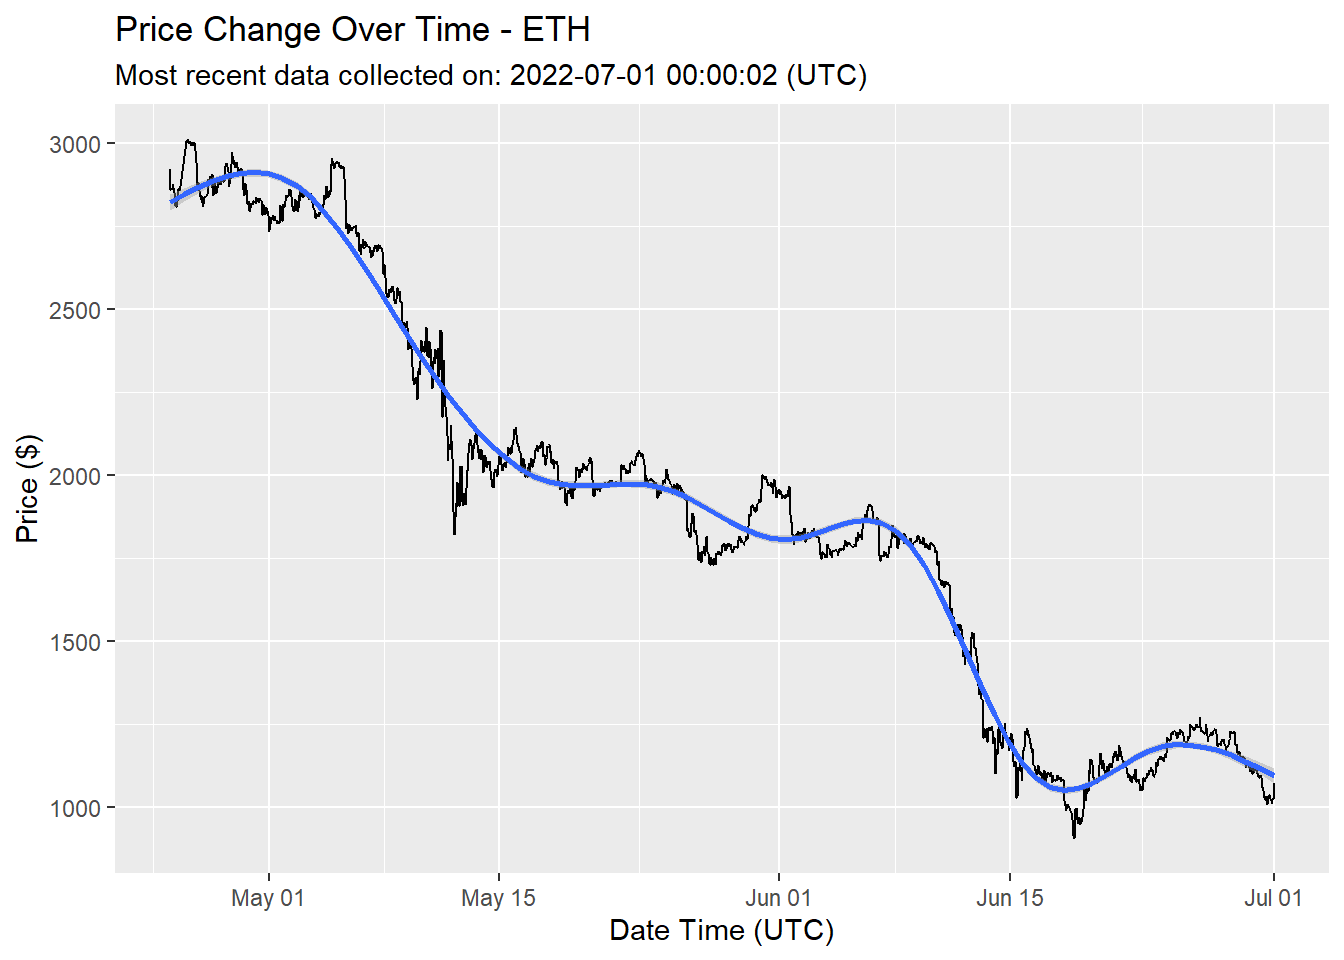 Price Change Over Time - ETH
Most recent data collected on: 2022-07-01 00:00:02 (UTC)
3000
2500
2000
1500
1000
Price ($)
May 01
May 15
Jun 01
Jun 15
Jul 01
Date Time (UTC)